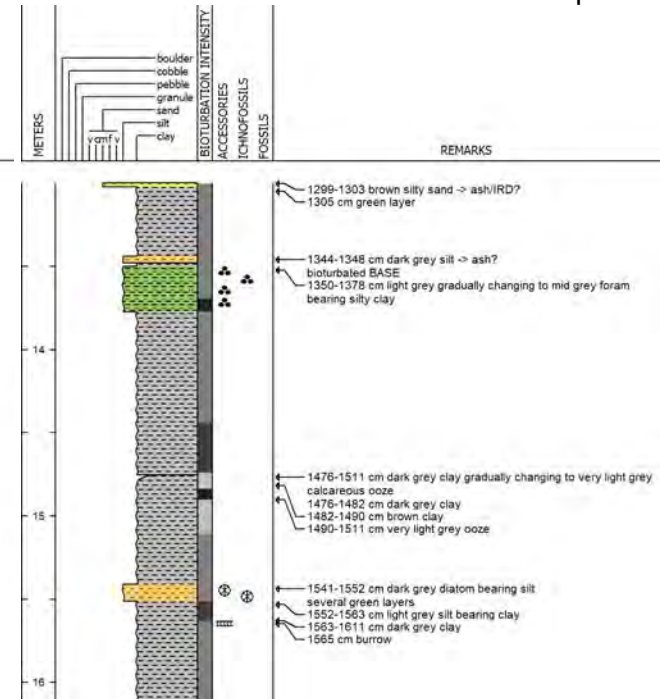 boulder
cobble
pebble
granule
sand
silt
clay
v c m f v
METERS
BIOTURBATION INTENSITY
ACCESSORIES
ICHNOFOSSILS
FOSSILS
REMARKS
1299-1303 brown silty sand -> ash/IRD?
1305 cm green layer
1344-1348 cm dark grey silt -> ash?
bioturbated BASE
1350-1378 cm light grey gradually changing to mid grey foram
bearing silty clay
14
1476-1511 cm dark grey clay gradually changing to very light grey
calcareous ooze
1476-1482 cm dark grey clay
1482-1490 cm brown clay
1490-1511 cm very light grey ooze
15
1541-1552 cm dark grey diatom bearing silt
several green layers
1552-1563 cm light grey silt bearing clay
1563-1611 cm dark grey clay
1565 cm burrow
16